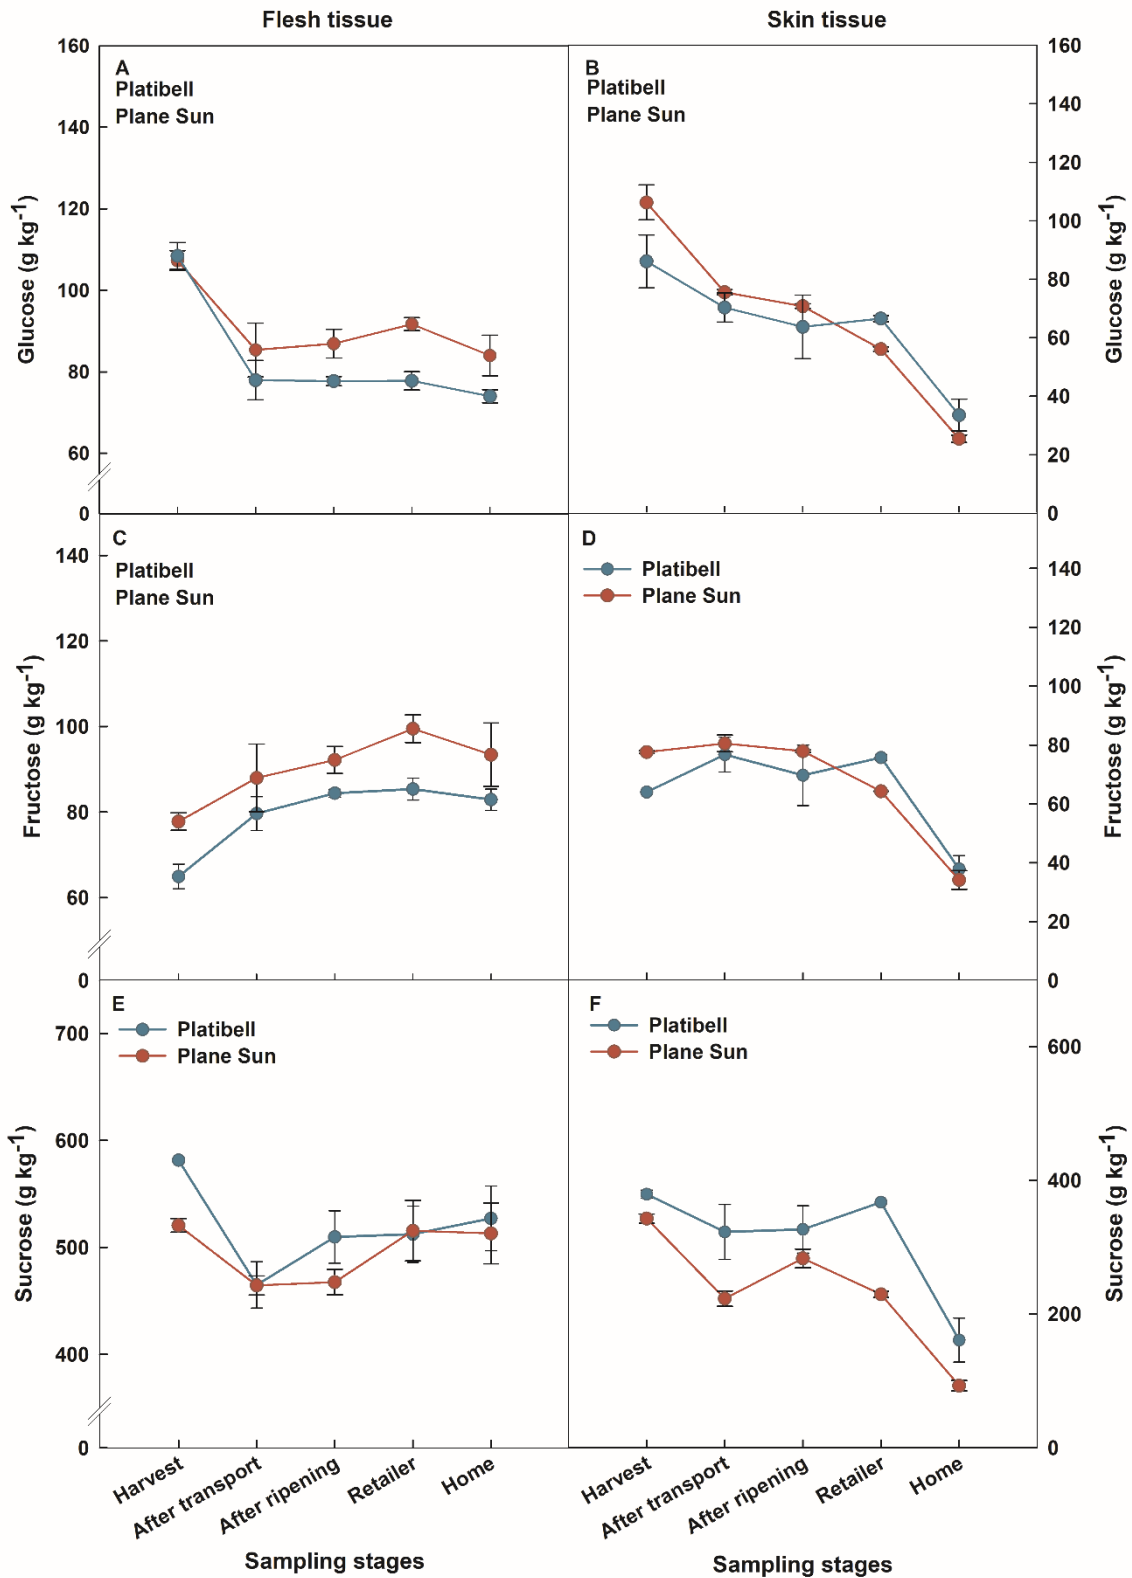 Flesh tissue
Skin tissue
160
140
120
100
80
60
0
Glucose (g kg⁻¹)
A
Platibell
Plane Sun
B
Platibell
Plane Sun
160
140
120
100
80
60
40
20
0
Glucose (g kg⁻¹)
140
120
100
80
60
0
Fructose (g kg⁻¹)
C
Platibell
Plane Sun
D
Platibell
Plane Sun
140
120
100
80
60
40
20
0
Fructose (g kg⁻¹)
700
600
500
400
0
Sucrose (g kg⁻¹)
E
Platibell
Plane Sun
F
Platibell
Plane Sun
600
400
200
0
Sucrose (g kg⁻¹)
Harvest
After transport
After ripening
Retailer
Home
Sampling stages
Harvest
After transport
After ripening
Retailer
Home
Sampling stages